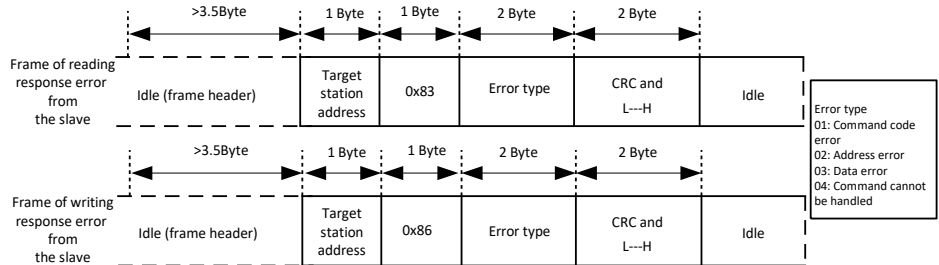 >3.5Byte 1 Byte 1 Byte 2 Byte 2 Byte
Frame of reading
response error
from
the slave
Idle (frame header)
Target
station
address
0x83
Error type
CRC and
L---H
Idle
>3.5Byte 1 Byte 1 Byte 2 Byte 2 Byte
Frame of writing
response error
from
the slave
Idle (frame header)
Target
station
address
0x86
Error type
CRC and
L---H
Idle
Error type
01: Command code
error
02: Address error
03: Data error
04: Command cannot
be handled